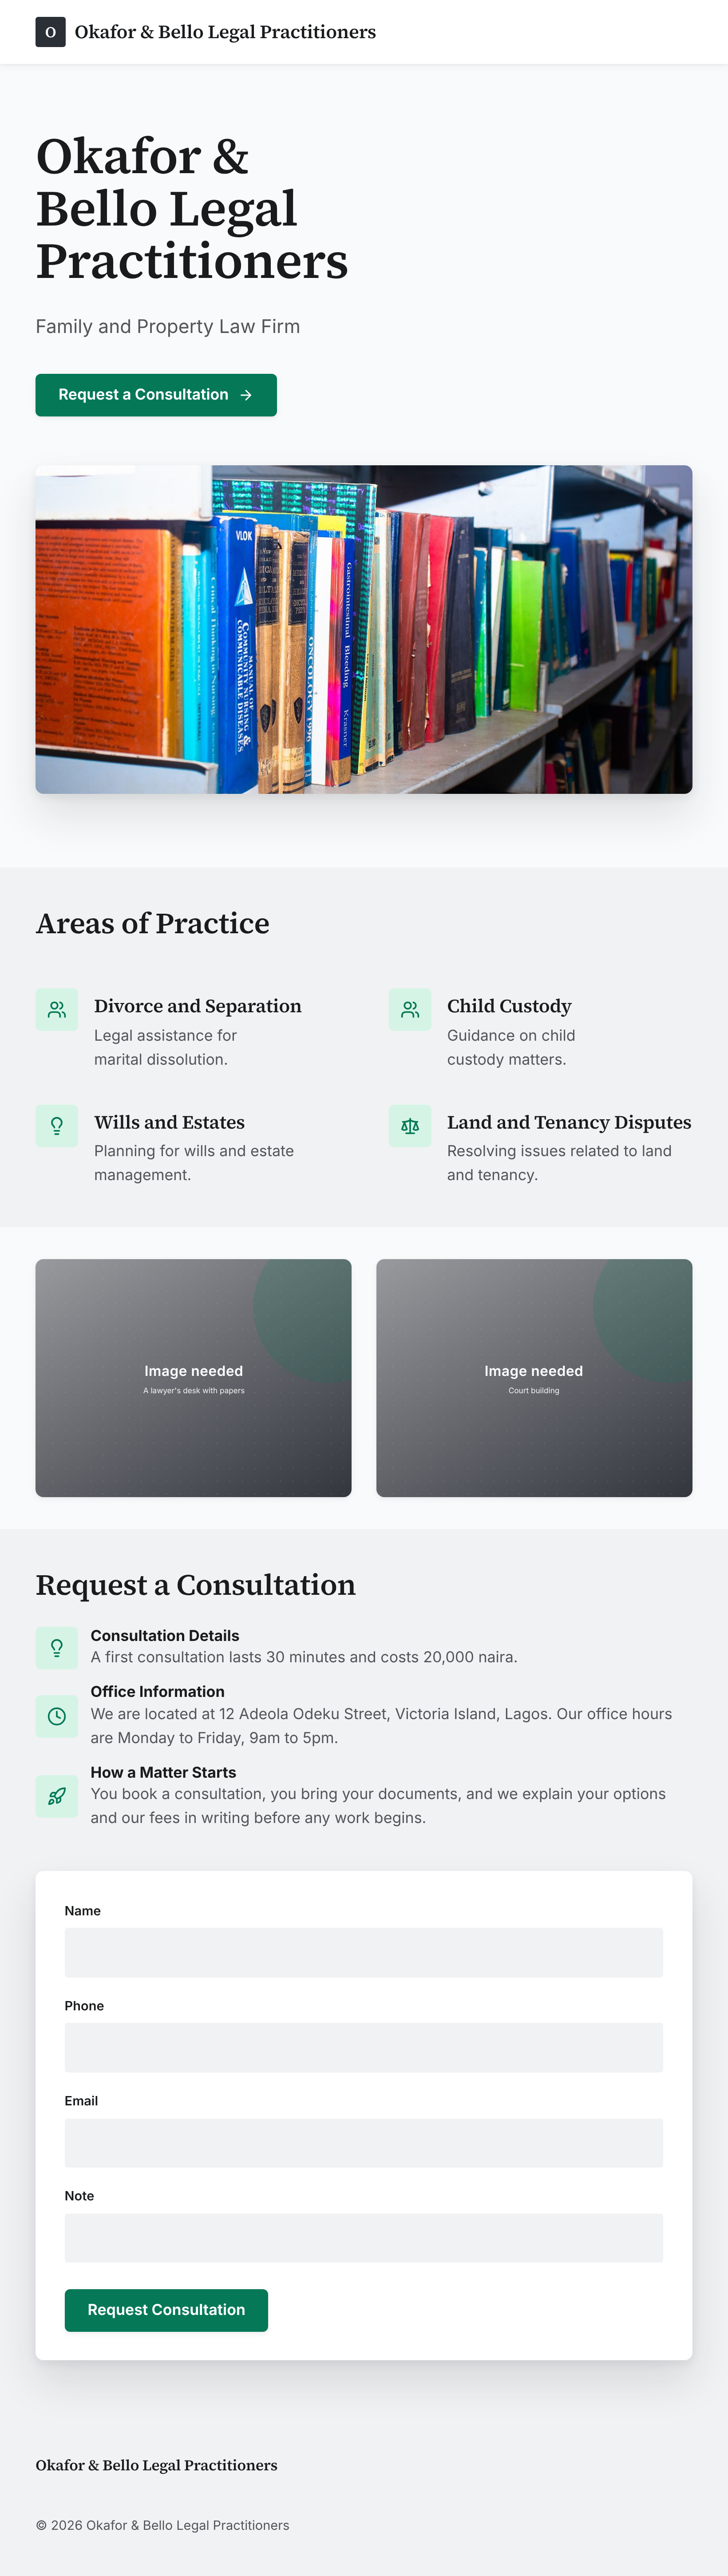 O
Okafor & Bello Legal Practitioners
Okafor &
Bello Legal
Practitioners
Family and Property Law Firm
Request a Consultation
VLOK
COMMUNITY NURSING &
COMMUNICABLE DISEASES
ONCOLOGY 1996
Gastrointestinal Bleeding
Krasner
Areas of Practice
Divorce and Separation
Legal assistance for
marital dissolution.
Child Custody
Guidance on child
custody matters.
Wills and Estates
Planning for wills and estate
management.
Land and Tenancy Disputes
Resolving issues related to land
and tenancy.
Image needed
A lawyer's desk with papers
Image needed
Court building
Request a Consultation
Consultation Details
A first consultation lasts 30 minutes and costs 20,000 naira.
Office Information
We are located at 12 Adeola Odeku Street, Victoria Island, Lagos. Our office hours
are Monday to Friday, 9am to 5pm.
How a Matter Starts
You book a consultation, you bring your documents, and we explain your options
and our fees in writing before any work begins.
Name
Phone
Email
Note
Request Consultation
Okafor & Bello Legal Practitioners
© 2026 Okafor & Bello Legal Practitioners